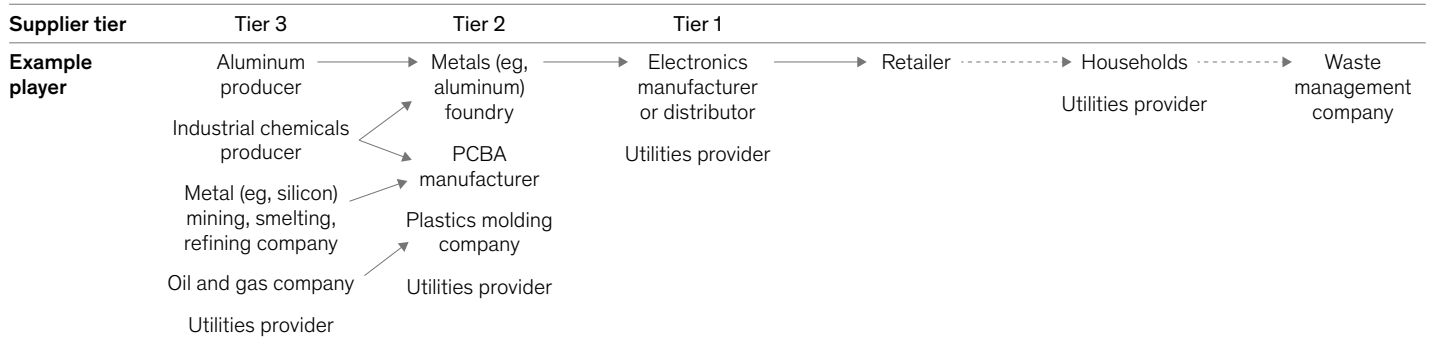 Supplier tier
Tier 3
Tier 2
Tier 1
Example
player
Aluminum
producer
Industrial chemicals
producer
Metal (eg, silicon)
mining, smelting,
refining company
Oil and gas company
Utilities provider
Metals (eg,
aluminum)
foundry
PCBA
manufacturer
Plastics molding
company
Utilities provider
Electronics
manufacturer
or distributor
Utilities provider
Retailer
Households
Utilities provider
Waste
management
company